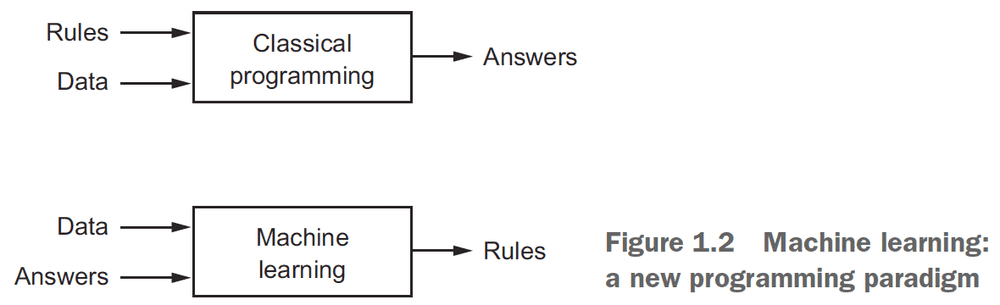 Rules
Data
Classical
programming
Answers
Data
Answers
Machine
learning
Rules
Figure 1.2 Machine learning:
a new programming paradigm